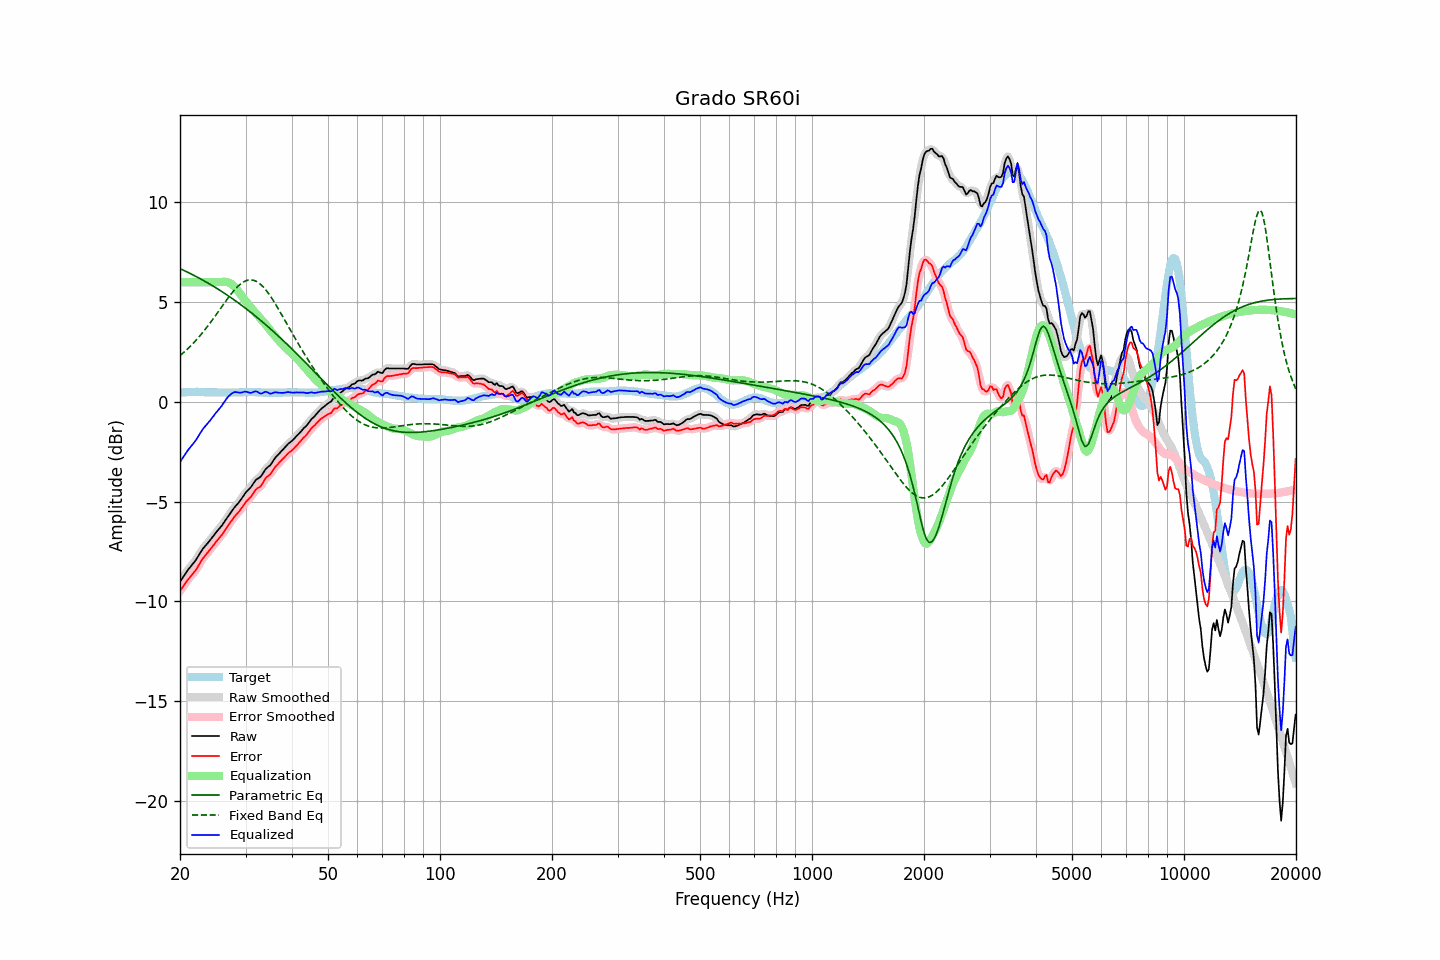 Grado SR60i
Amplitude (dBr)
10
5
0
−5
−10
−15
−20
Target
Raw Smoothed
Error Smoothed
Raw
Error
Equalization
Parametric Eq
Fixed Band Eq
Equalized
20 50 100 200 500 1000 2000 5000 10000 20000
Frequency (Hz)